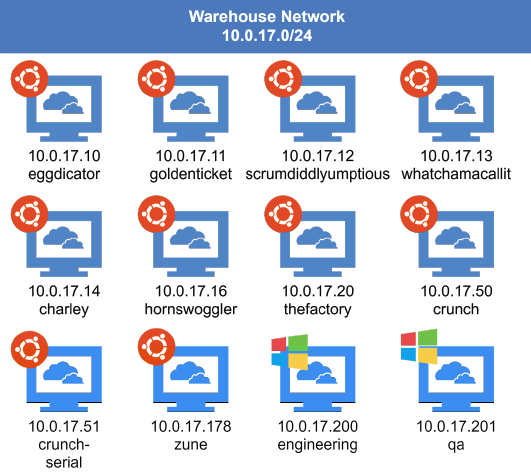 Warehouse Network
10.0.17.0/24
10.0.17.10
eggdicator
10.0.17.11
goldenticket
10.0.17.12
scrumdiddlyumptious
10.0.17.13
whatchamacallit
10.0.17.14
charley
10.0.17.16
hornswoggler
10.0.17.20
thefactory
10.0.17.50
crunch
10.0.17.51
crunch-
serial
10.0.17.178
zune
10.0.17.200
engineering
10.0.17.201
qa